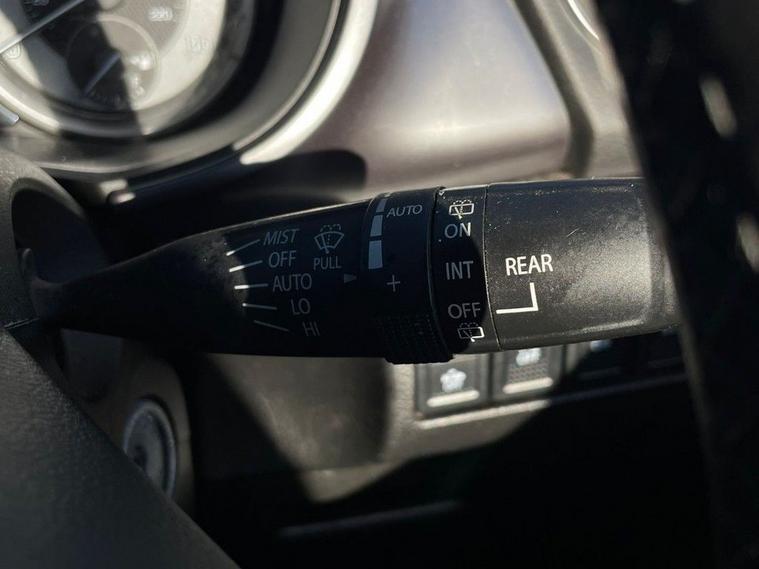 MIST
OFF
AUTO
LO
HI
PULL
AUTO
+
ON
INT
OFF
REAR